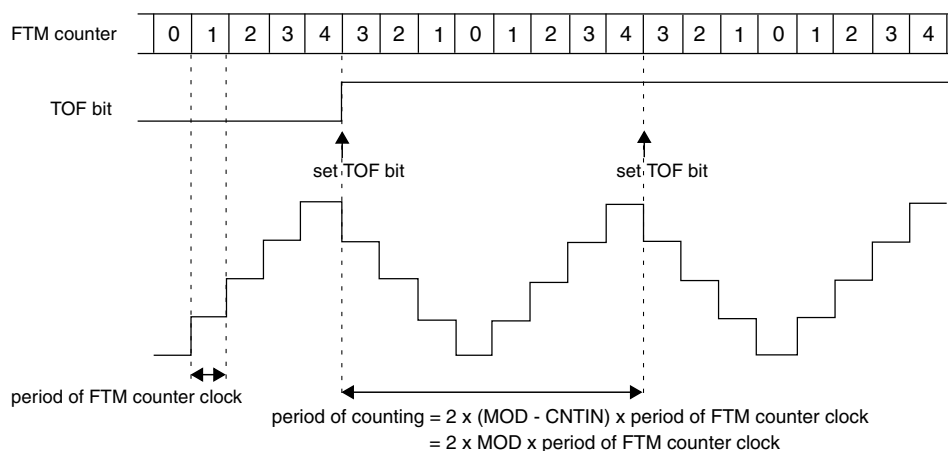 FTM counter 0 1 2 3 4 3 2 1 0 1 2 3 4 3 2 1 0 1 2 3 4
TOF bit
set TOF bit set TOF bit
period of FTM counter clock
period of counting = 2 x (MOD - CNTIN) x period of FTM counter clock
= 2 x MOD x period of FTM counter clock